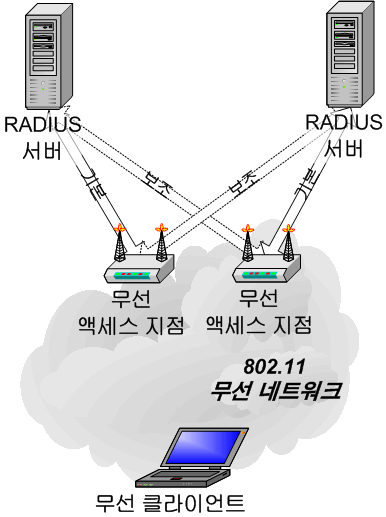 RADIUS
서버
RADIUS
서버
기본
보조
보조
기본
무선
액세스 지점
무선
액세스 지점
802.11
무선 네트워크
무선 클라이언트